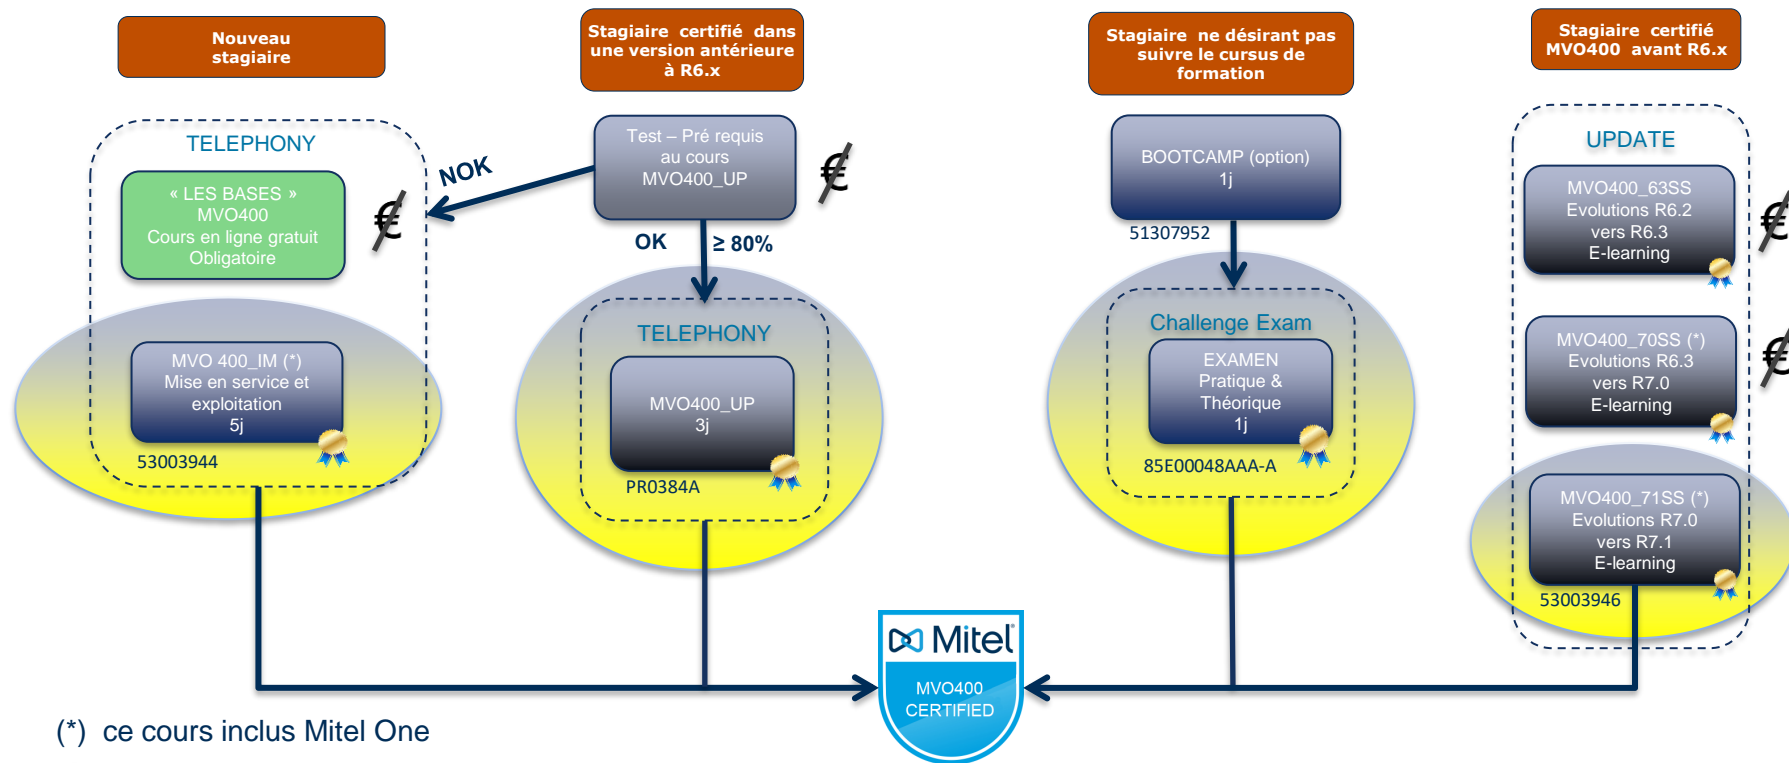 Nouveau
stagiaire
Stagiaire certifié dans
une version antérieure
à R6.x
Stagiaire ne désirant pas
suivre le cursus de
formation
Stagiaire certifié
MVO400 avant R6.x
TELEPHONY
« LES BASES »
MVO400
Cours en ligne gratuit
Obligatoire
€
MVO 400_IM (*)
Mise en service et
exploitation
5j
53003944
NOK
Test – Pré requis
au cours
MVO400_UP
€
OK ≥ 80%
TELEPHONY
MVO400_UP
3j
PR0384A
BOOTCAMP (option)
1j
51307952
Challenge Exam
EXAMEN
Pratique &
Théorique
1j
85E00048AAA-A
UPDATE
MVO400_63SS
Evolutions R6.2
vers R6.3
E-learning
€
MVO400_70SS (*)
Evolutions R6.3
vers R7.0
E-learning
€
MVO400_71SS (*)
Evolutions R7.0
vers R7.1
E-learning
53003946
Mitel
MVO400
CERTIFIED
(*) ce cours inclus Mitel One